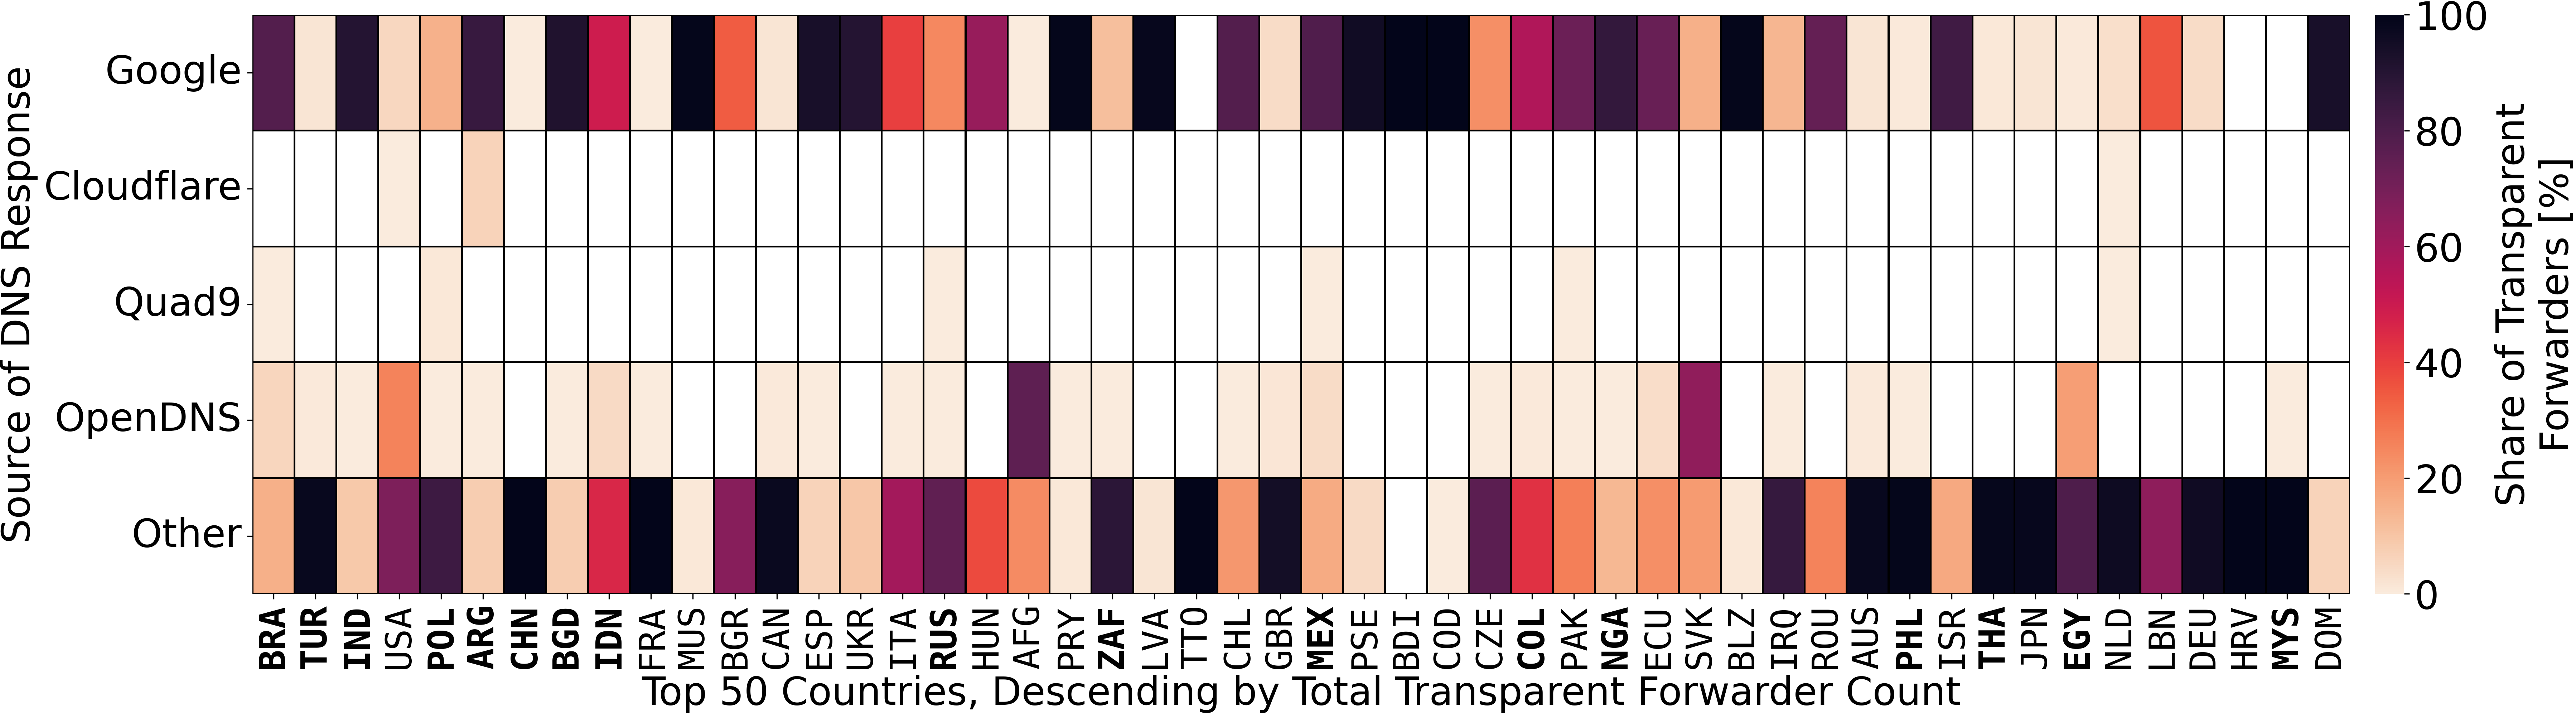 Source of DNS Response
Google
Cloudflare
Quad9
OpenDNS
Other
BRA
TUR
IND
USA
POL
ARG
CHN
BGD
IDN
FRA
MUS
BGR
CAN
ESP
UKR
ITA
RUS
HUN
AFG
PRY
ZAF
LVA
TTO
CHL
GBR
MEX
PSE
BDI
COD
CZE
COL
PAK
NGA
ECU
SVK
BLZ
IRQ
ROU
AUS
PHL
ISR
THA
JPN
EGY
NLD
LBN
DEU
HRV
MYS
DOM
Top 50 Countries, Descending by Total Transparent Forwarder Count
100
80
60
40
20
0
Share of Transparent
Forwarders [%]